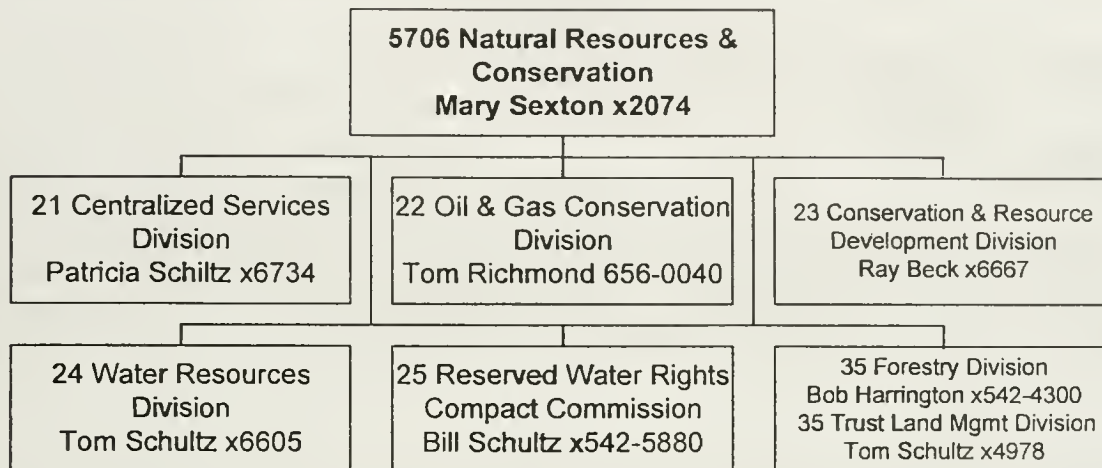 5706 Natural Resources &
Conservation
Mary Sexton x2074
21 Centralized Services
Division
Patricia Schiltz x6734
22 Oil & Gas Conservation
Division
Tom Richmond 656-0040
23 Conservation & Resource
Development Division
Ray Beck x6667
24 Water Resources
Division
Tom Schultz x6605
25 Reserved Water Rights
Compact Commission
Bill Schultz x542-5880
35 Forestry Division
Bob Harrington x542-4300
35 Trust Land Mgmt Division
Tom Schultz x4978